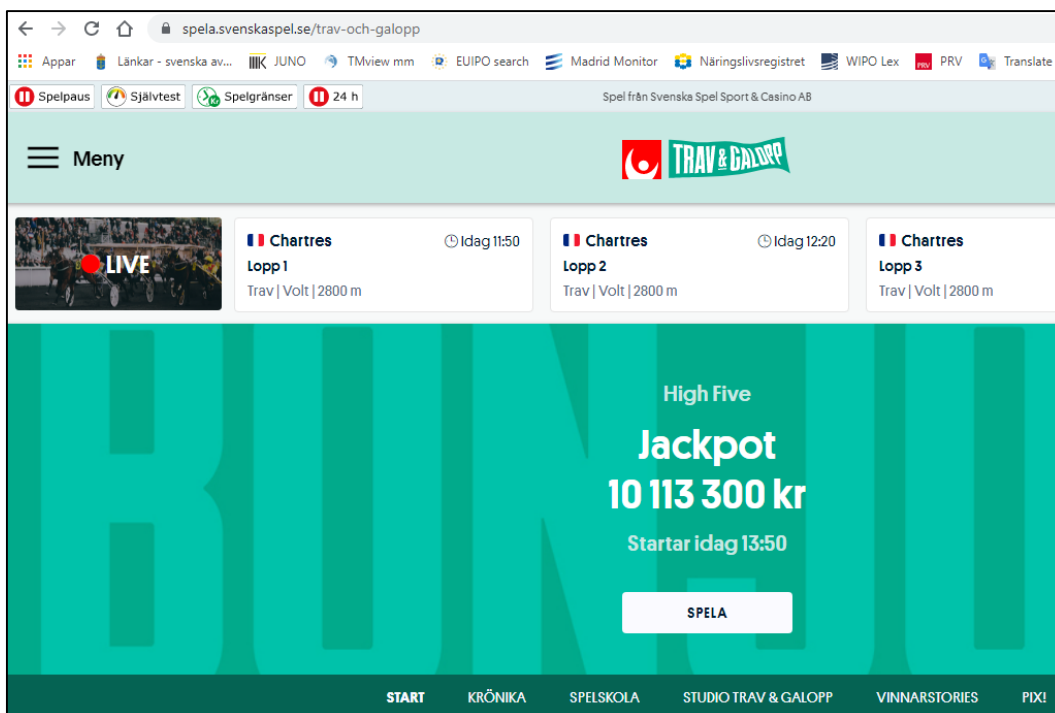 spela.svenskaspel.se/trav-och-galopp
Appar Länkar - svenska av... JUNO TMview mm EUIPO search Madrid Monitor Näringslivsregistret WIPO Lex PRV Translate
Spelpaus Självtest Spelgränser 24 h Spel från Svenska Spel Sport & Casino AB
Meny TRAV & GALOPP
LIVE
Chartres Idag 11:50
Lopp 1
Trav | Volt | 2800 m
Chartres Idag 12:20
Lopp 2
Trav | Volt | 2800 m
Chartres
Lopp 3
Trav | Volt | 2800 m
BONJO
High Five
Jackpot
10 113 300 kr
Startar idag 13:50
SPELA
START KRÖNIKA SPELSKOLA STUDIO TRAV & GALOPP VINNARSTORIES PIX!